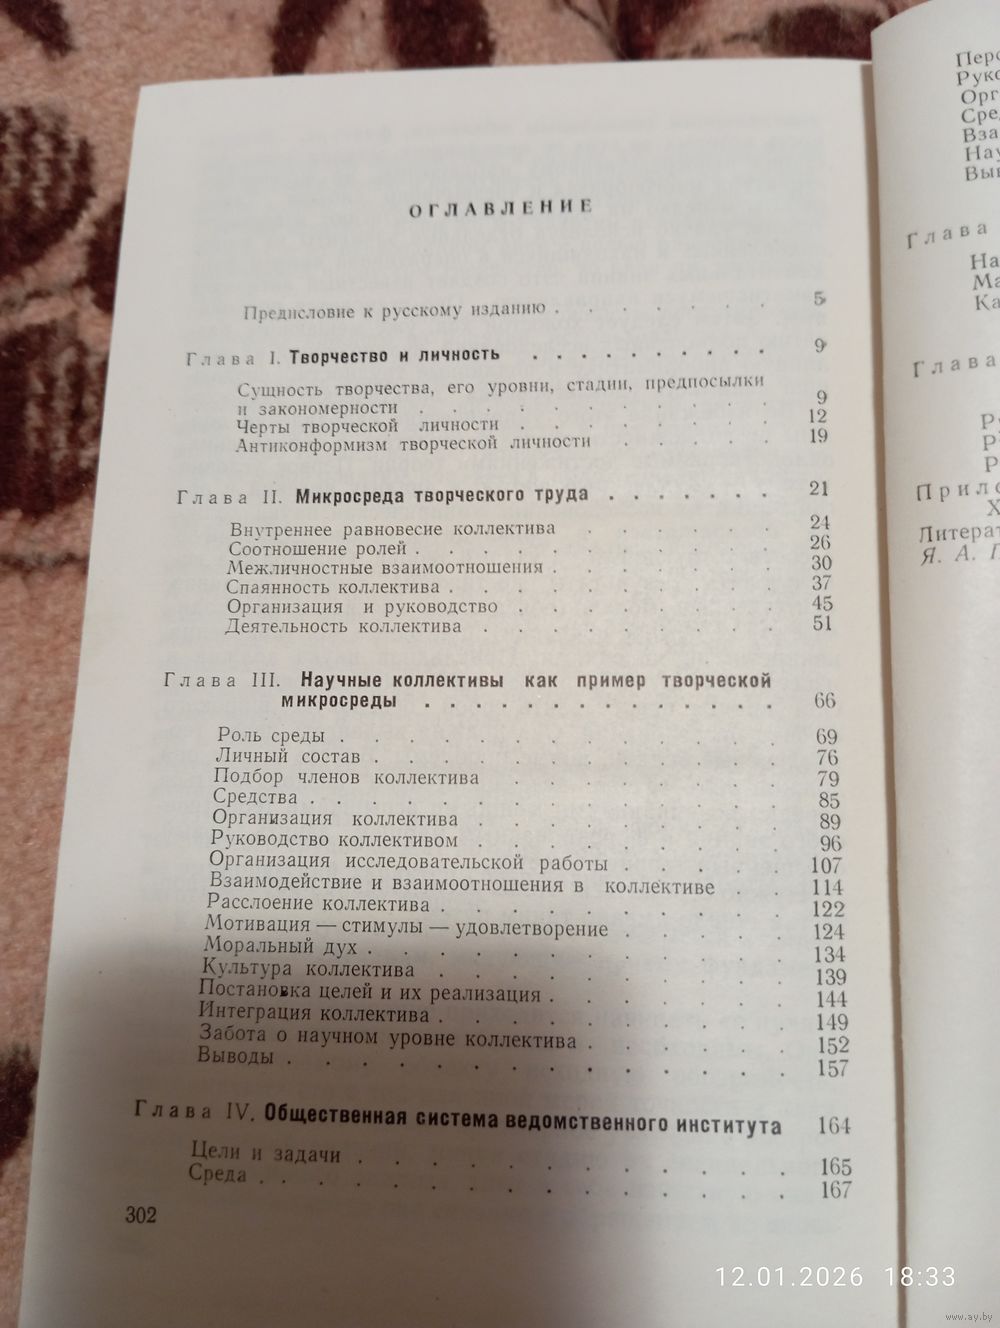 ОГЛАВЛЕНИЕ
Предисловие к русскому изданию . . . . . . . 5
Глава I. Творчество и личность . . . . . . . . . . 9
Сущность творчества, его уровни, стадии, предпосылки
и закономерности . . . . . . . . . . . 9
Черты творческой личности . . . . . . . . 12
Антиконформизм творческой личности . . . . . 19
Глава II. Микросреда творческого труда . . . . . . . 21
Внутреннее равновесие коллектива . . . . . . 24
Соотношение ролей . . . . . . . . . . . 26
Межличностные взаимоотношения . . . . . . . 30
Спаянность коллектива . . . . . . . . . . 37
Организация и руководство . . . . . . . . 45
Деятельность коллектива . . . . . . . . . 51
Глава III. Научные коллективы как пример творческой
микросреды . . . . . . . . . . . . . . 66
Роль среды . . . . . . . . . . . . . 69
Личный состав . . . . . . . . . . . . 76
Подбор членов коллектива . . . . . . . . 79
Средства . . . . . . . . . . . . . . 85
Организация коллектива . . . . . . . . . 89
Руководство коллективом . . . . . . . . . 96
Организация исследовательской работы . . . . . 107
Взаимодействие и взаимоотношения в коллективе . . 114
Расслоение коллектива . . . . . . . . . . 122
Мотивация — стимулы — удовлетворение . . . . . 124
Моральный дух . . . . . . . . . . . . 134
Культура коллектива . . . . . . . . . . 139
Постановка целей и их реализация . . . . . . . 144
Интеграция коллектива . . . . . . . . . . 149
Забота о научном уровне коллектива . . . . . . 152
Выводы . . . . . . . . . . . . . . 157
Глава IV. Общественная система ведомственного института 164
Цели и задачи . . . . . . . . . . . . 165
Среда . . . . . . . . . . . . . . . 167
302
Глава
Глава
12.01.2026 18:33
www.ay.by